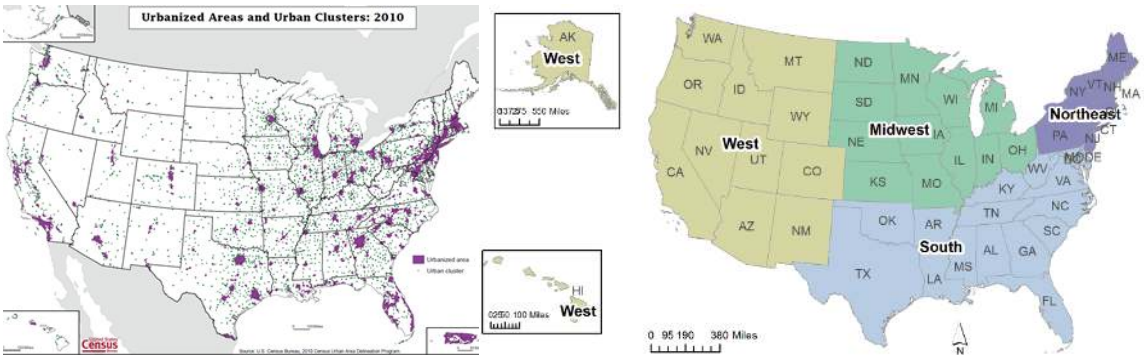 Urbanized Areas and Urban Clusters: 2010
Urbanized area
Urban cluster
United States
Census
Bureau
Source: U.S. Census Bureau, 2010 Census Urban Area Delineation Program.
AK
West
550 Miles
HI
West
100 Miles
WA
MT
ND
MN
ME
OR
ID
SD
WI
MI
NY
VT
NH
MA
WY
Northeast
CT
Midwest
IA
PA
NJ
NE
NV
West
UT
IL
IN
OH
DE
CA
CO
KS
MO
WV
VA
KY
AZ
NM
OK
AR
TN
NC
SC
South
MS
AL
GA
TX
LA
FL
0 95 190 380 Miles
N